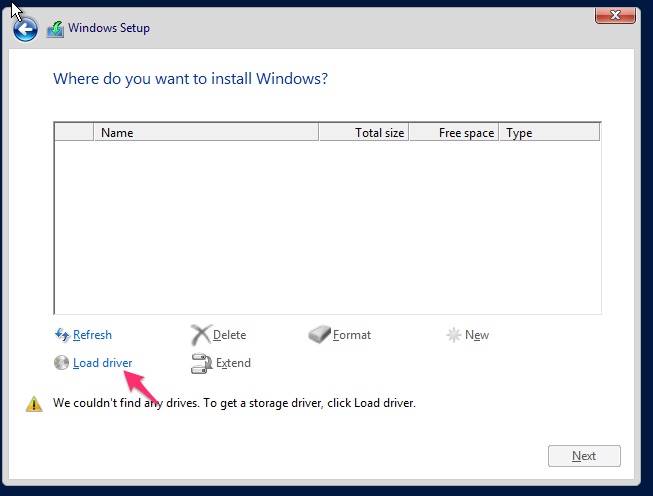 Windows Setup
Where do you want to install Windows?
Name Total size Free space Type
Refresh Delete Format New
Load driver Extend
We couldn't find any drives. To get a storage driver, click Load driver.
Next